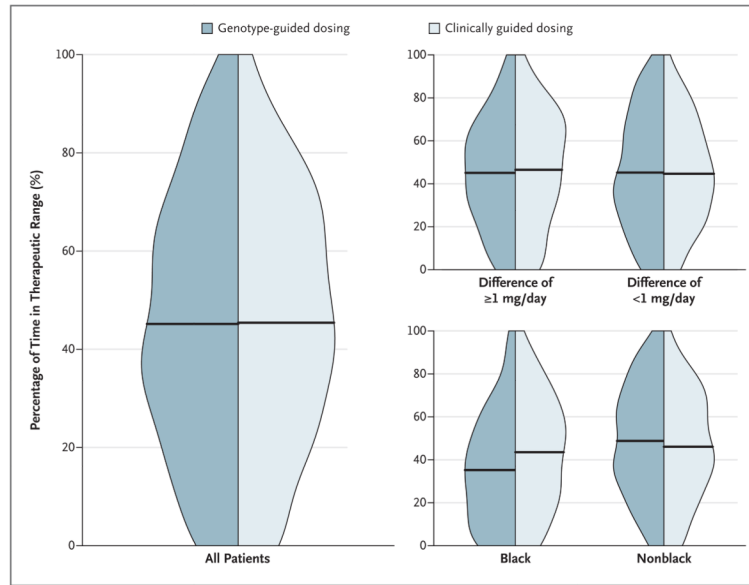 Genotype-guided dosing
Clinically guided dosing
Percentage of Time in Therapeutic Range (%)
100
80
60
40
20
0
All Patients
100
80
60
40
20
0
Difference of
≥1 mg/day
Difference of
<1 mg/day
100
80
60
40
20
0
Black
Nonblack